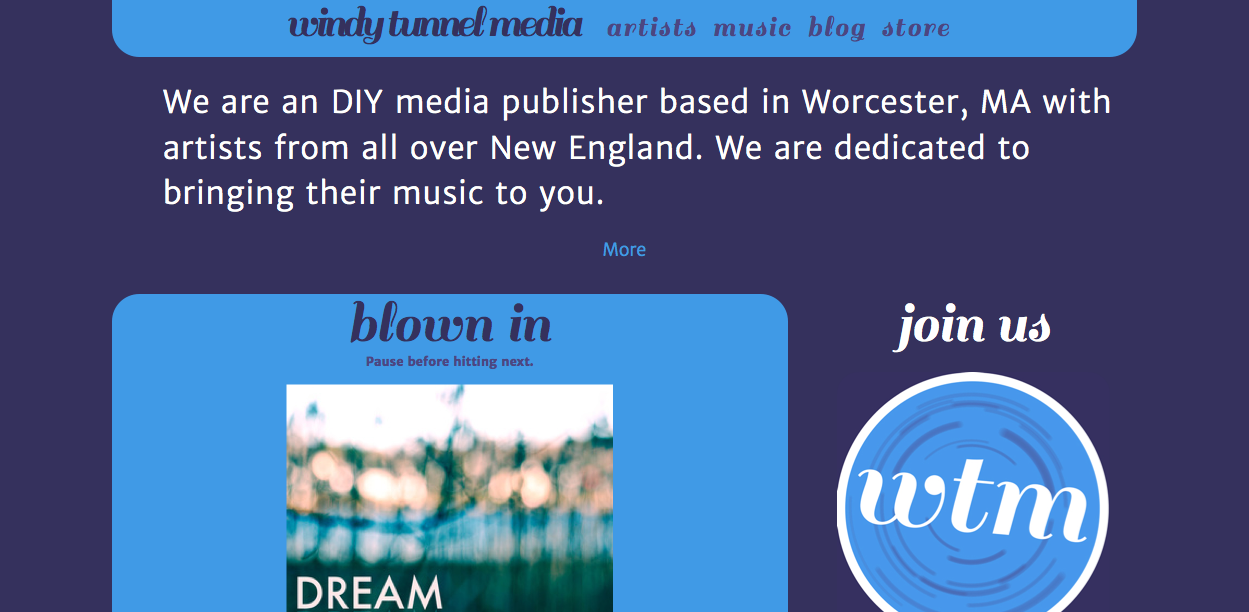 windy tunnel media artists music blog store
We are an DIY media publisher based in Worcester, MA with
artists from all over New England. We are dedicated to
bringing their music to you.
More
blown in
Pause before hitting next.
DREAM
join us
wtm